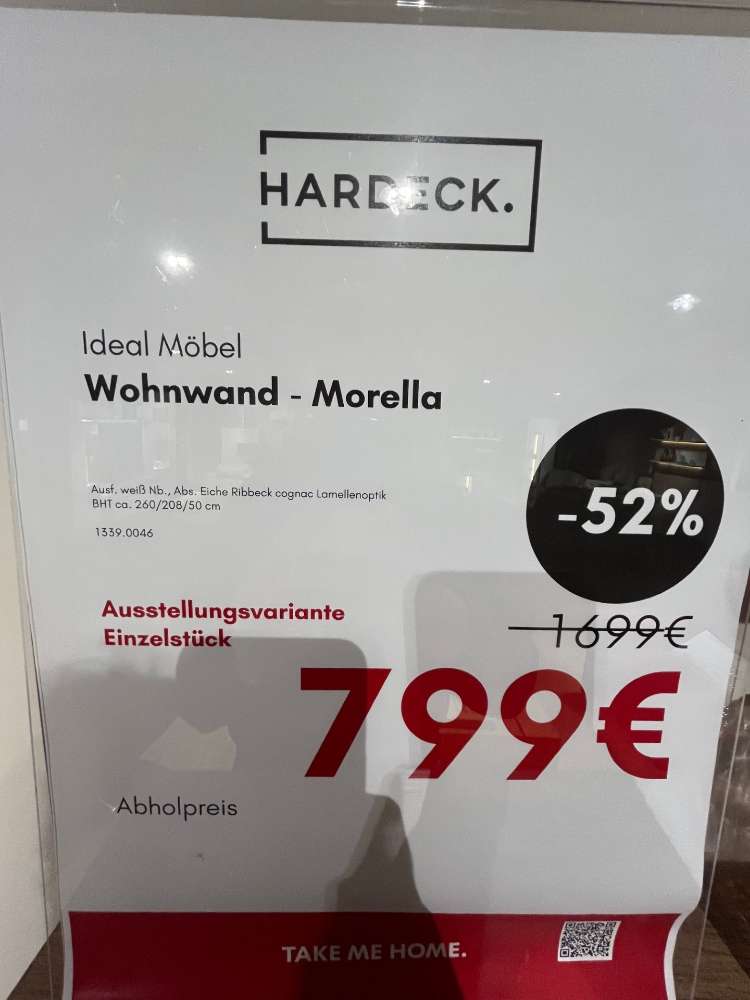 HARDECK.
Ideal Möbel
Wohnwand - Morella
Ausf. weiß Nb., Abs. Eiche Ribbeck cognac Lamellenoptik
BHT ca. 260/208/50 cm
1339.0046
-52%
Ausstellungsvariante
Einzelstück
1699€
799€
Abholpreis
TAKE ME HOME.